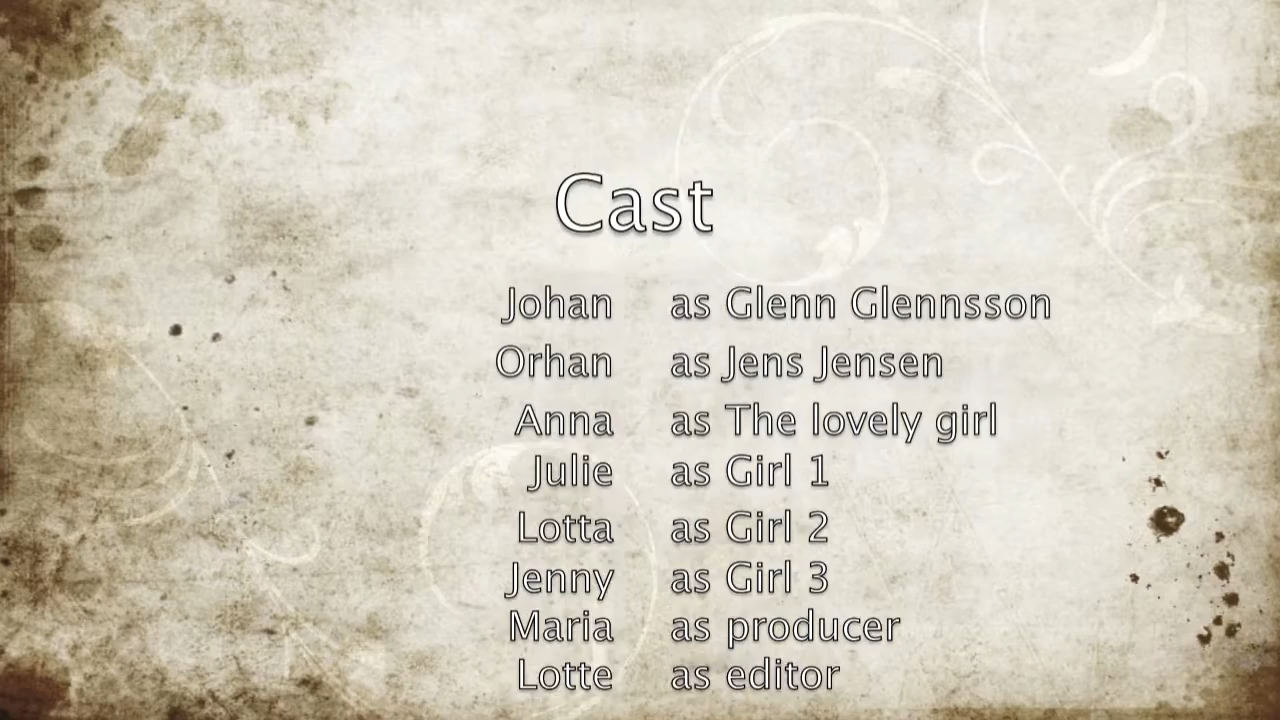 Cast
Johan as Glenn Glennsson
Orhan as Jens Jensen
Anna as The lovely girl
Julie as Girl 1
Lotta as Girl 2
Jenny as Girl 3
Maria as producer
Lotte as editor